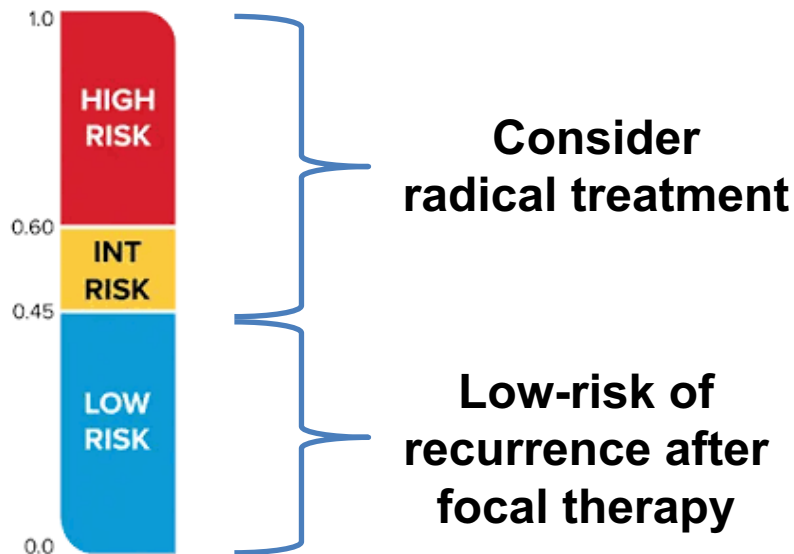 1.0
HIGH
RISK
0.60
INT
RISK
0.45
LOW
RISK
0.0
Consider
radical treatment
Low-risk of
recurrence after
focal therapy